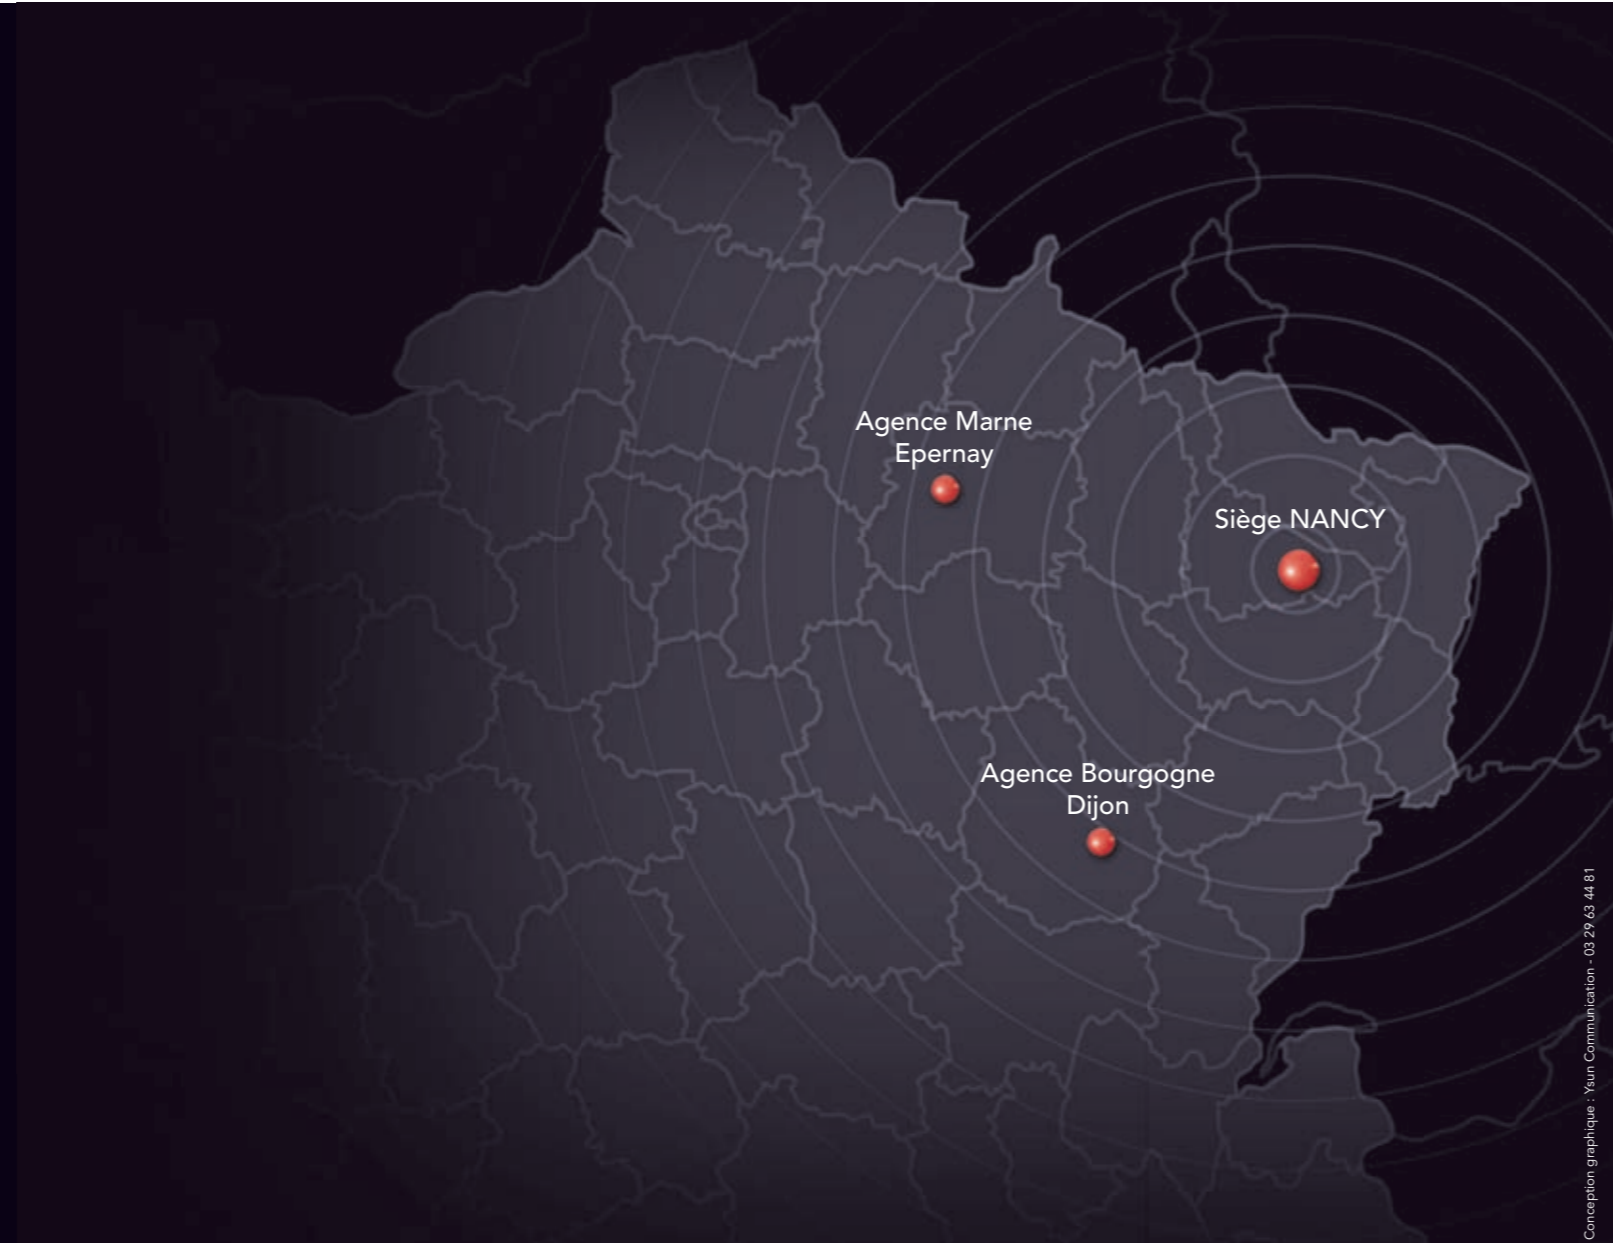 Agence Marne
Epernay
Siège NANCY
Agence Bourgogne
Dijon
Conception graphique : Ysun Communication - 03 29 63 44 81